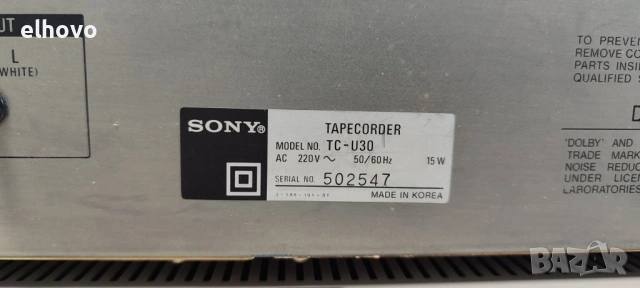 elhovo
UT
L
(WHITE)
TO PREVEN
REMOVE CO
PARTS INSI
QUALIFIED S
SONY®
TAPECORDER
MODEL NO. TC-U30
AC 220V ~ 50/60Hz 15W
SERIAL NO. 502547
MADE IN KOREA
D
'DOLBY' AND
TRADE MARK
NOISE REDUC
UNDER LICEN
LABORATORIES
BAZAR